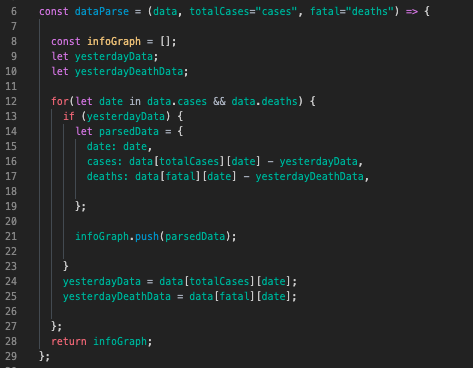 6 const dataParse = (data, totalCases="cases", fatal="deaths") => {
7
8 const infoGraph = [];
9 let yesterdayData;
10 let yesterdayDeathData;
11
12 for(let date in data.cases && data.deaths) {
13 if (yesterdayData) {
14 let parsedData = {
15 date: date,
16 cases: data[totalCases][date] - yesterdayData,
17 deaths: data[fatal][date] - yesterdayDeathData,
18
19 };
20
21 infoGraph.push(parsedData);
22
23 }
24 yesterdayData = data[totalCases][date];
25 yesterdayDeathData = data[fatal][date];
26
27 };
28 return infoGraph;
29 };